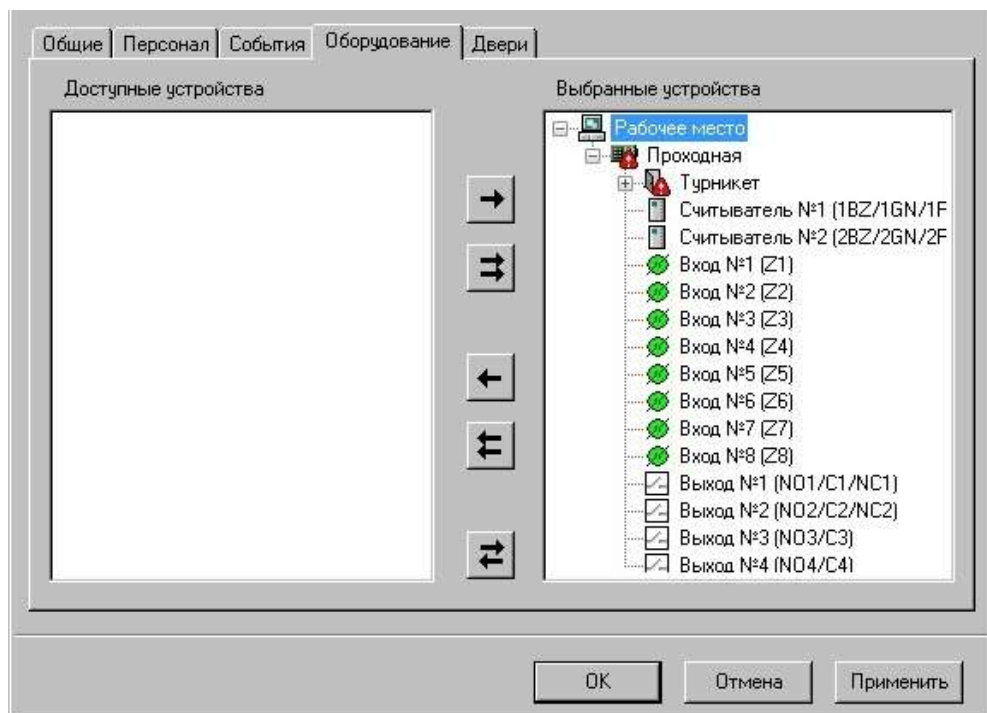 Общие Персонал События Оборудование Двери
Доступные устройства
Выбранные устройства
Рабочее место
Проходная
Турникет
Считыватель №1 (1BZ/1GN/1F
Считыватель №2 (2BZ/2GN/2F
Вход №1 (Z1)
Вход №2 (Z2)
Вход №3 (Z3)
Вход №4 (Z4)
Вход №5 (Z5)
Вход №6 (Z6)
Вход №7 (Z7)
Вход №8 (Z8)
Выход №1 (NO1/C1/NC1)
Выход №2 (NO2/C2/NC2)
Выход №3 (NO3/C3)
Выход №4 (NO4/C4)
OK Отмена Применить